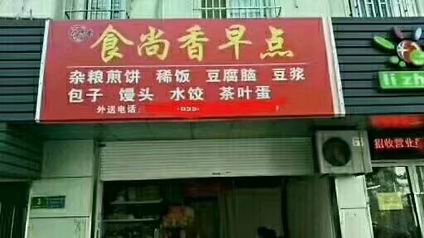 食尚香早点
杂粮煎饼 稀饭 豆腐脑 豆浆
包子 馒头 水饺 茶叶蛋
外送电话:
li zh